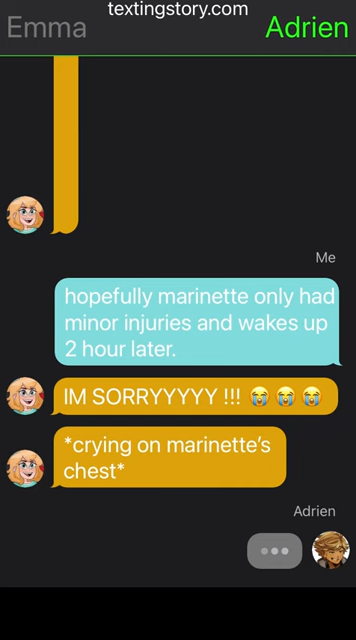 textingstory.com
Emma
Adrien
Me
hopefully marinette only had
minor injuries and wakes up
2 hour later.
IM SORRYYYYY !!! 😭 😭 😭
*crying on marinette's
chest*
Adrien